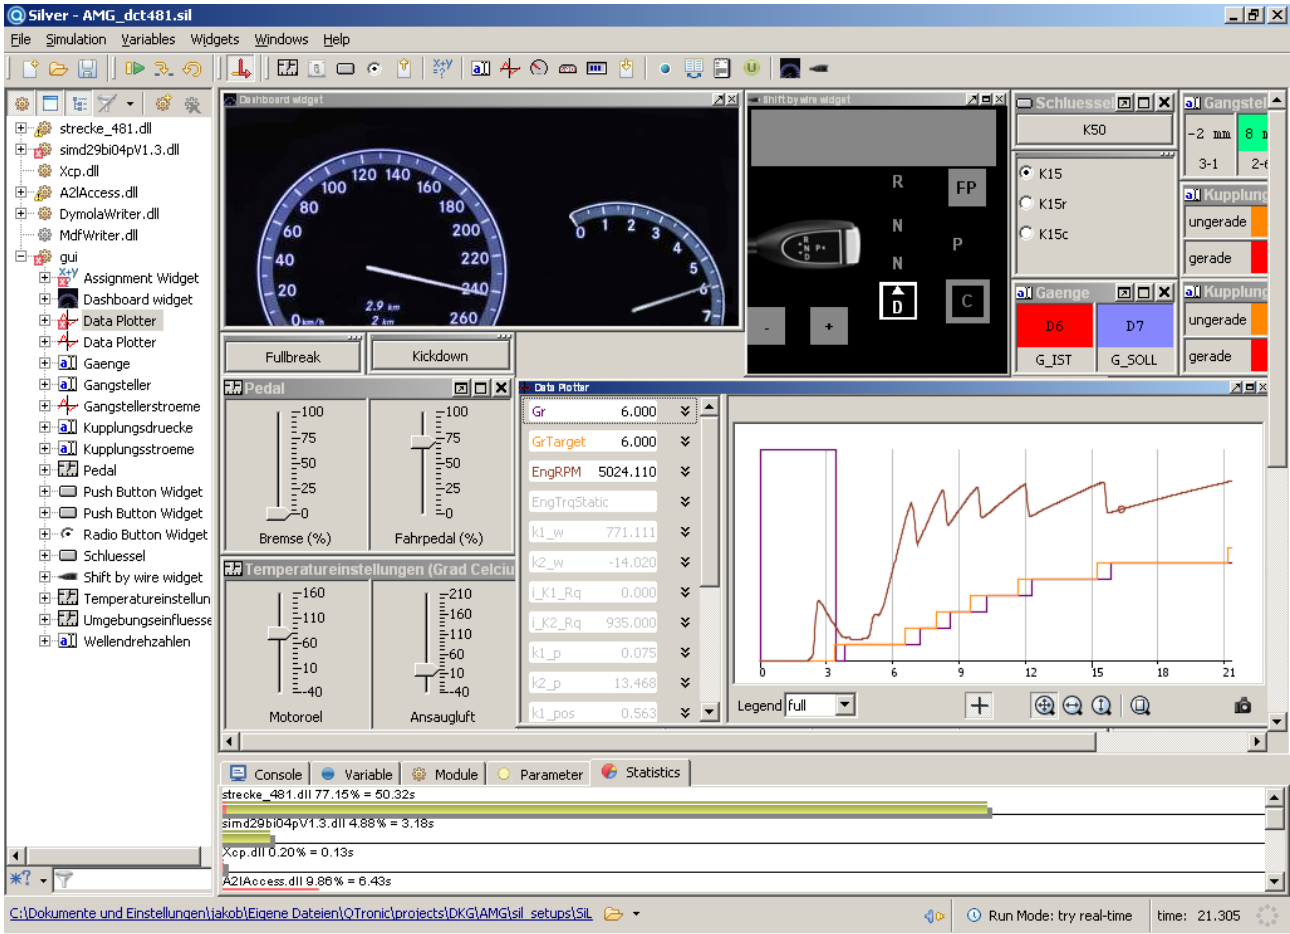 Silver - AMG_dct481.sil
File Simulation Variables Widgets Windows Help
strecke_481.dll
simd29bi04pV1.3.dll
Xcp.dll
A2lAccess.dll
DymolaWriter.dll
MdfWriter.dll
gui
Assignment Widget
Dashboard widget
Data Plotter
Data Plotter
Gaenge
Gangsteller
Gangstellerstroeme
Kupplungsdruecke
Kupplungsstroeme
Pedal
Push Button Widget
Push Button Widget
Radio Button Widget
Schluessel
Shift by wire widget
Temperatureinstellun
Umgebungseinfluesse
Wellendrehzahlen
Dashboard widget
0 km/h 20 40 60 80 100 120 140 160 180 200 220 240 260
2.9 km
2 km
0 1 2 3 4 5 6 7
Shift by wire widget
R
N
N
D
FP
P
C
- +
R N D P
Schluessel
K50
K15
K15r
K15c
Gaenge
D6 D7
G_IST G_SOLL
Gangstel
-2 mm 8 m
3-1 2-6
Kupplung
ungerade
gerade
Kupplung
ungerade
gerade
Fullbreak
Kickdown
Pedal
100
75
50
25
0
Bremse (%)
100
75
50
25
0
Fahrpedal (%)
Temperatureinstellungen (Grad Celciu
160
110
60
10
-40
Motoroel
210
160
110
60
10
-40
Ansaugluft
Data Plotter
Gr 6.000
GrTarget 6.000
EngRPM 5024.110
EngTrqStatic
k1_w 771.111
k2_w -14.020
i_K1_Rq 0.000
i_K2_Rq 935.000
k1_p 0.075
k2_p 13.468
k1_pos 0.563
0 3 6 9 12 15 18 21
Legend full
Console Variable Module Parameter Statistics
strecke_481.dll 77.15% = 50.32s
simd29bi04pV1.3.dll 4.88% = 3.18s
Xcp.dll 0.20% = 0.13s
A2lAccess.dll 9.86% = 6.43s
C:\Dokumente und Einstellungen\jakob\Eigene Dateien\QTronic\projects\DKG\AMG\sil_setups\SiL
Run Mode: try real-time
time: 21.305